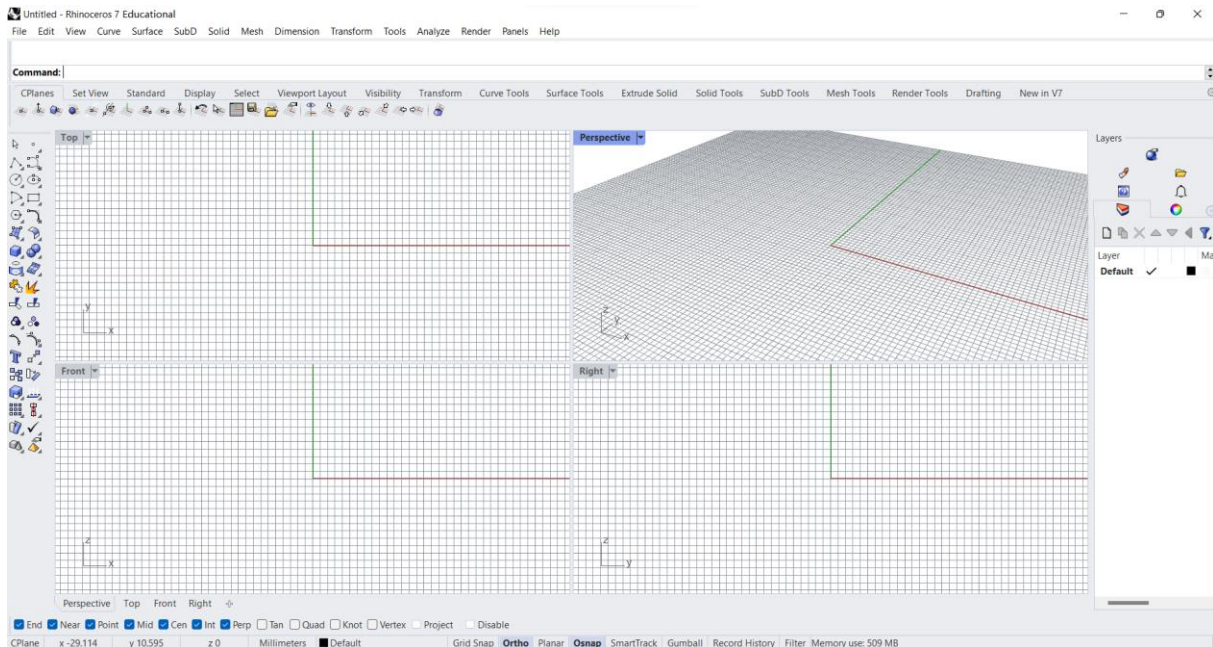 Untitled - Rhinoceros 7 Educational
File Edit View Curve Surface SubD Solid Mesh Dimension Transform Tools Analyze Render Panels Help
Command:
CPlanes Set View Standard Display Select Viewport Layout Visibility Transform Curve Tools Surface Tools Extrude Solid Solid Tools SubD Tools Mesh Tools Render Tools Drafting New in V7
Top
Perspective
Layers
Layer Ma
Default
y
x
z
y
x
Front
Right
z
x
z
y
Perspective Top Front Right
End Near Point Mid Cen Int Perp Tan Quad Knot Vertex Project Disable
CPlane x -29.114 y 10.595 z 0 Millimeters Default Grid Snap Ortho Planar Osnap SmartTrack Gumball Record History Filter Memory use: 509 MB